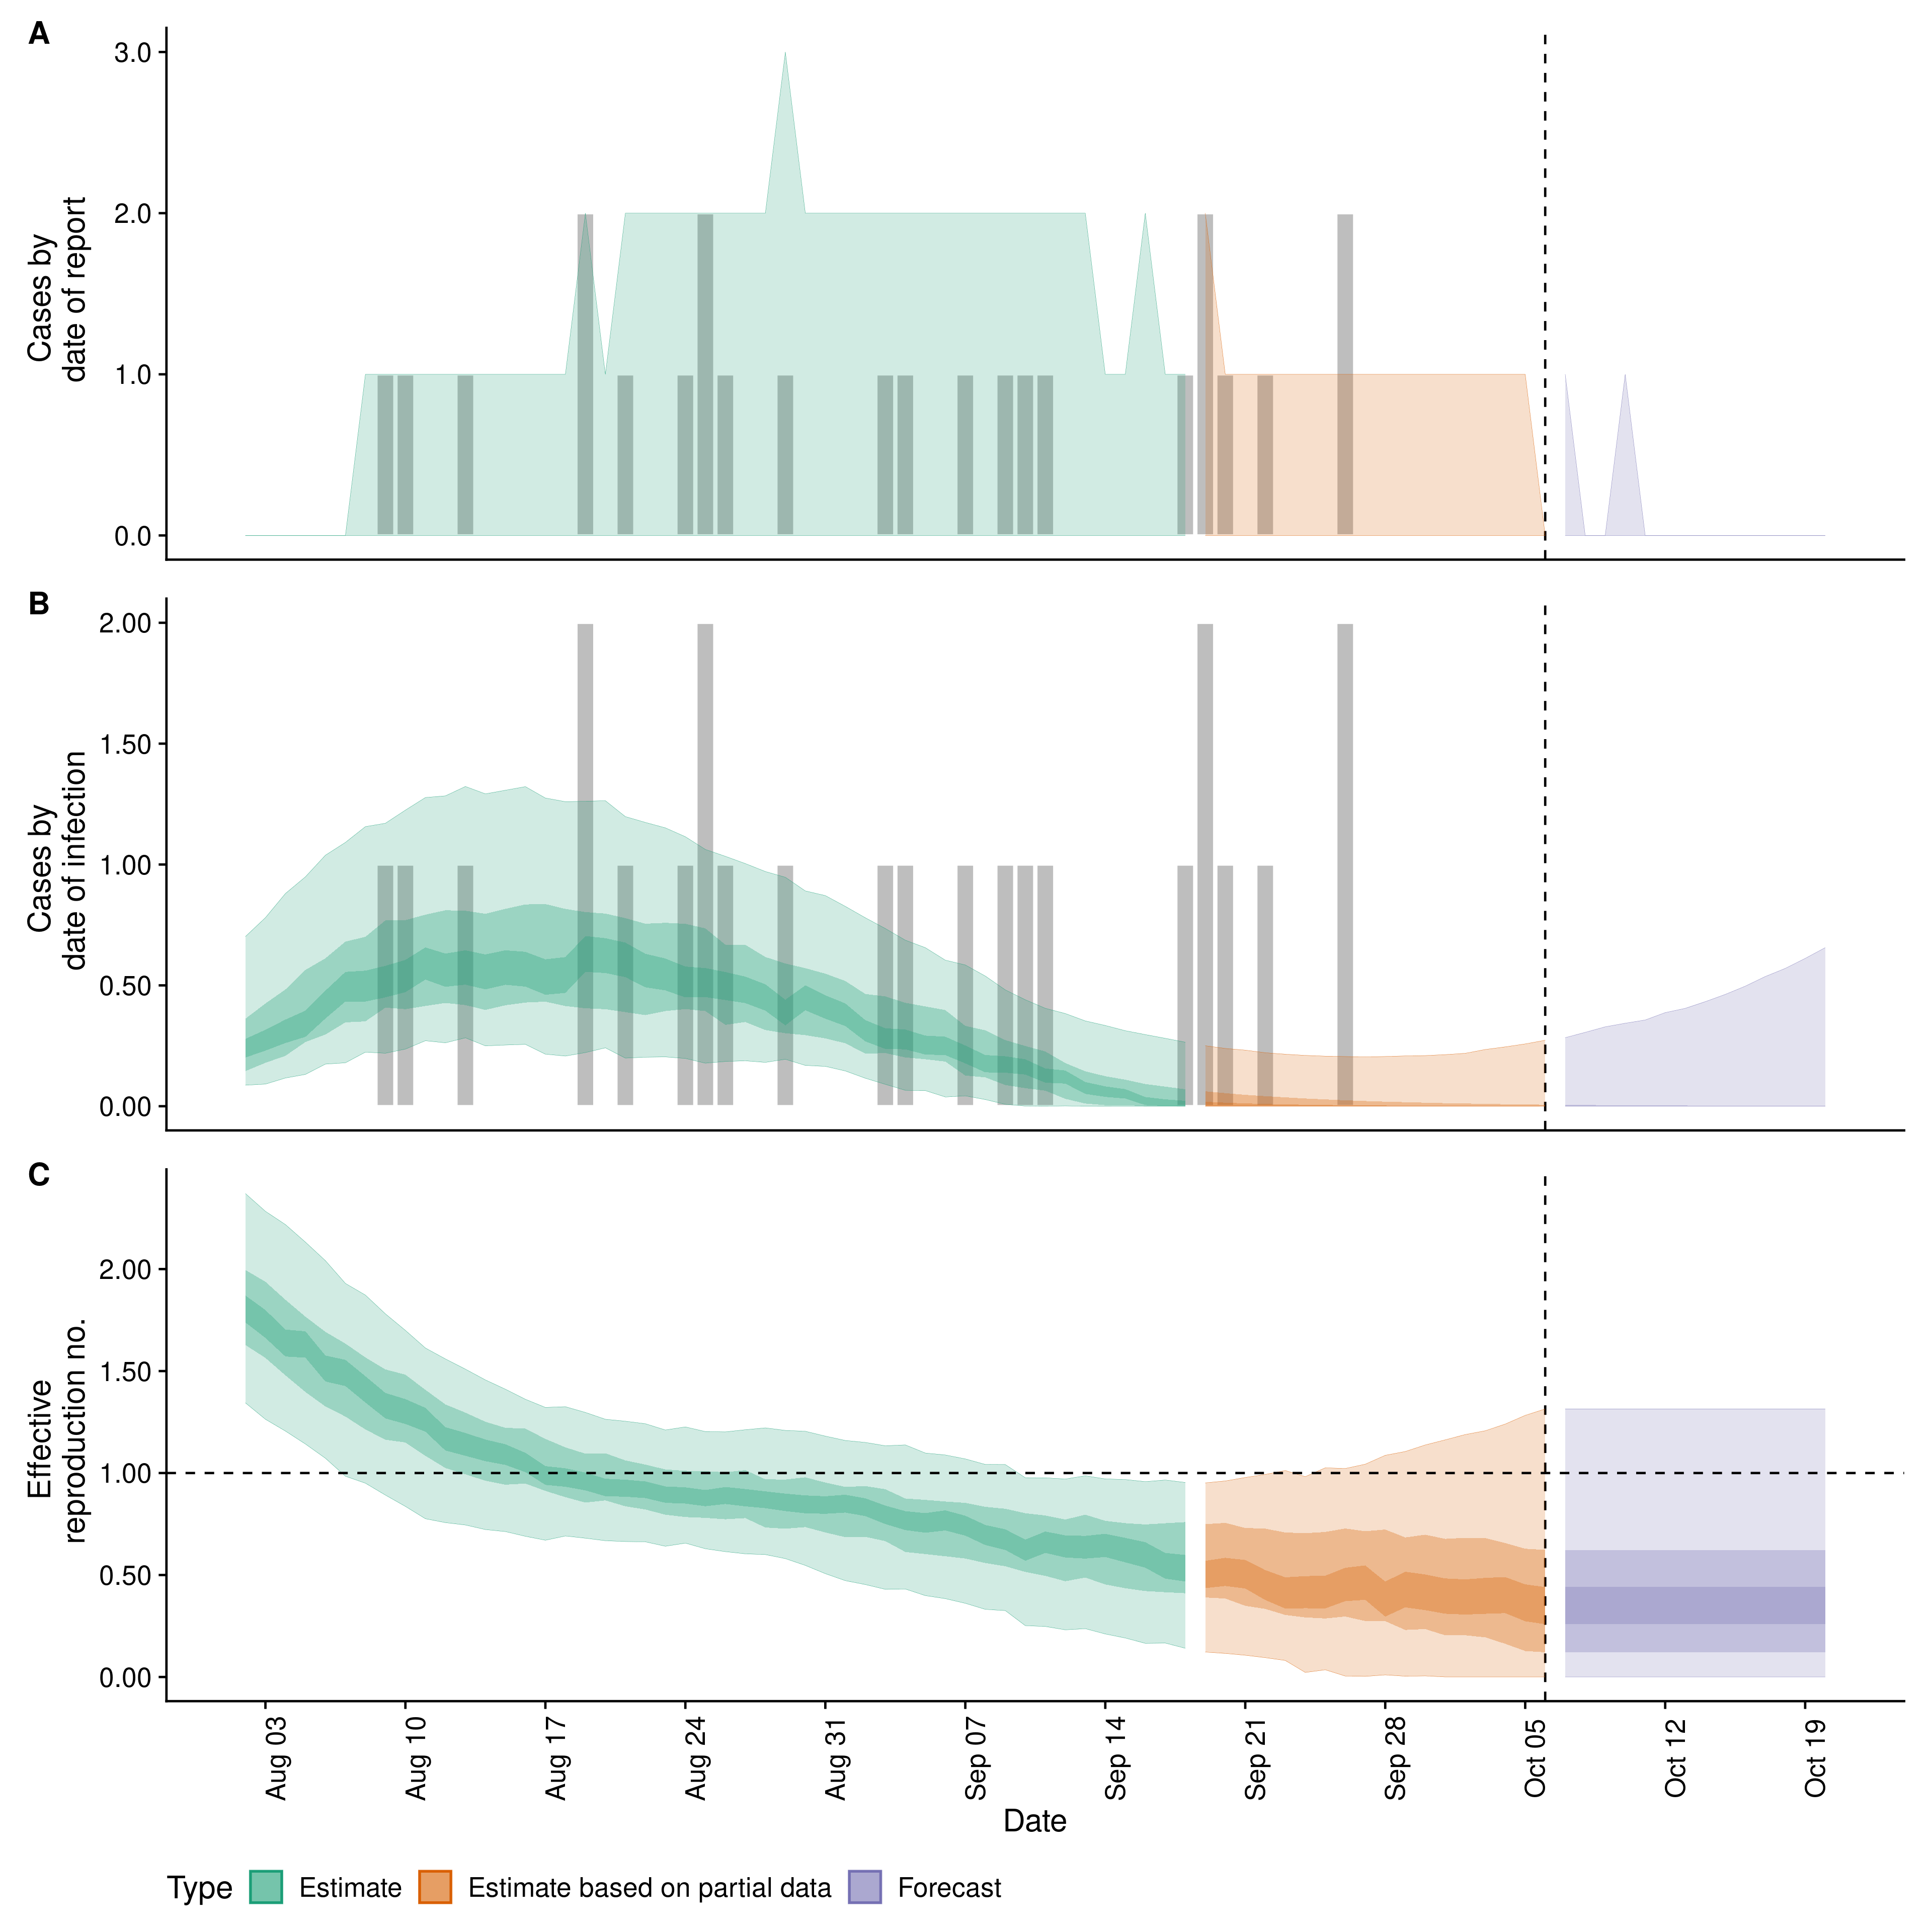 A
3.0
2.0
1.0
0.0
Cases by
date of report
B
2.00
1.50
1.00
0.50
0.00
Cases by
date of infection
C
2.00
1.50
1.00
0.50
0.00
Effective
reproduction no.
Aug 03
Aug 10
Aug 17
Aug 24
Aug 31
Sep 07
Sep 14
Sep 21
Sep 28
Oct 05
Oct 12
Oct 19
Date
Type Estimate Estimate based on partial data Forecast